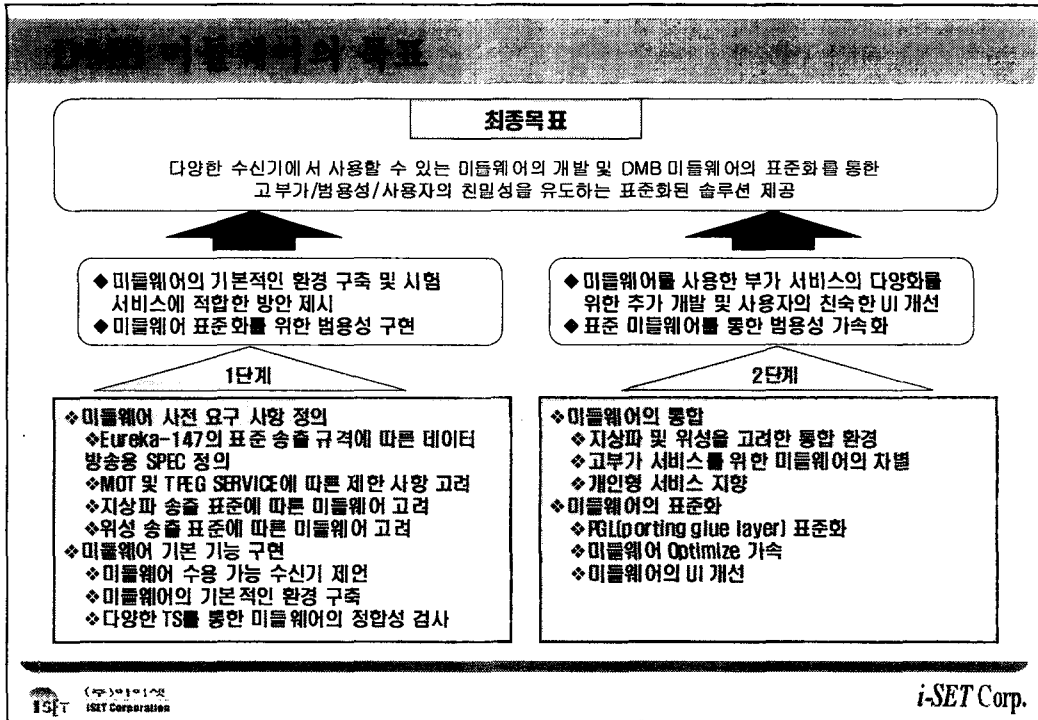 DMB 미들웨어의 목표
최종목표
다양한 수신기에서 사용할 수 있는 미들웨어의 개발 및 DMB 미들웨어의 표준화를 통한
고부가/범용성/사용자의 친밀성을 유도하는 표준화된 솔루션 제공
◆ 미들웨어의 기본적인 환경 구축 및 시험
서비스에 적합한 방안 제시
◆ 미들웨어 표준화를 위한 범용성 구현
1단계
❖미들웨어 사전 요구 사항 정의
❖Eureka-147의 표준 송출 규격에 따른 데이터
방송용 SPEC 정의
❖MOT 및 TPEG SERVICE에 따른 제한 사항 고려
❖지상파 송출 표준에 따른 미들웨어 고려
❖위성 송출 표준에 따른 미들웨어 고려
❖미들웨어 기본 기능 구현
❖미들웨어 수용 가능 수신기 제언
❖미들웨어의 기본적인 환경 구축
❖다양한 TS를 통한 미들웨어의 정합성 검사
◆ 미들웨어를 사용한 부가 서비스의 다양화를
위한 추가 개발 및 사용자의 친숙한 UI 개선
◆ 표준 미들웨어를 통한 범용성 가속화
2단계
❖미들웨어의 통합
❖지상파 및 위성을 고려한 통합 환경
❖고부가 서비스를 위한 미들웨어의 차별
❖개인형 서비스 지향
❖미들웨어의 표준화
❖PGL(porting glue layer) 표준화
❖미들웨어 Optimize 가속
❖미들웨어의 UI 개선
ISET (주)아이셋
ISET Corporation
i-SET Corp.